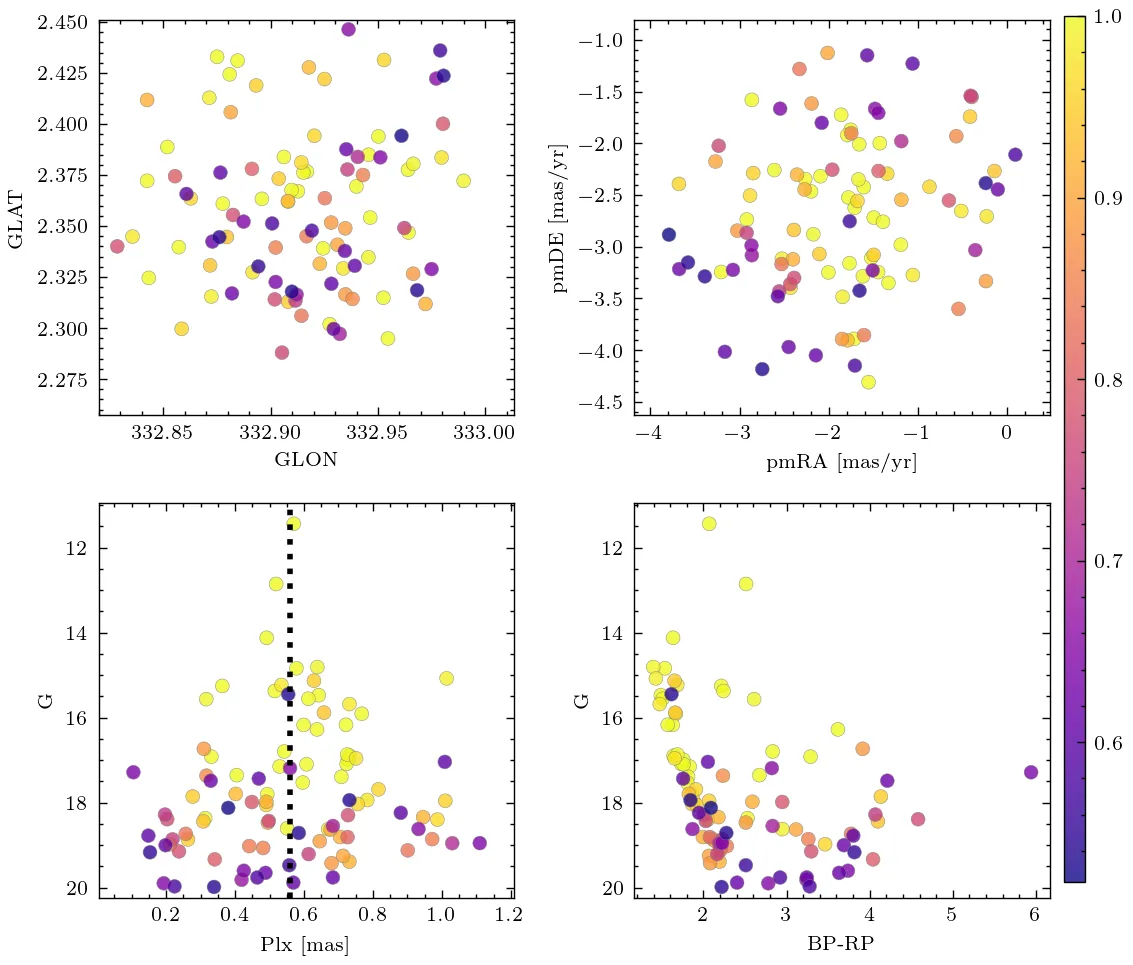 2.450
2.425
2.400
2.375
2.350
2.325
2.300
2.275
GLAT
332.85 332.90 332.95 333.00
GLON
−1.0
−1.5
−2.0
−2.5
−3.0
−3.5
−4.0
−4.5
pmDE [mas/yr]
−4 −3 −2 −1 0
pmRA [mas/yr]
1.0
0.9
0.8
0.7
0.6
12
14
16
18
20
G
0.2 0.4 0.6 0.8 1.0 1.2
Plx [mas]
12
14
16
18
20
G
2 3 4 5 6
BP-RP